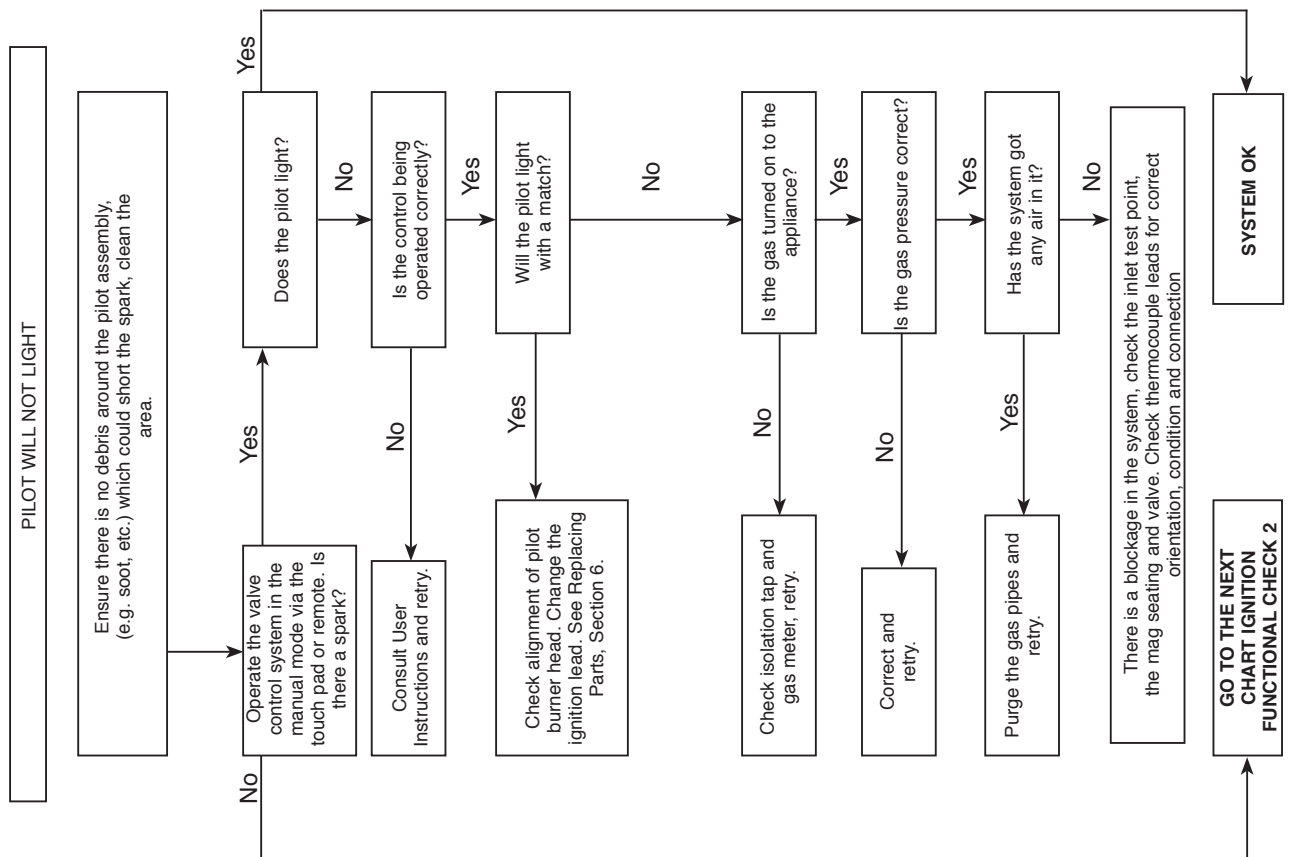 PILOT WILL NOT LIGHT
Ensure there is no debris around the pilot assembly,
(e.g. soot, etc.) which could short the spark, clean the
area.
Operate the valve
control system in the
manual mode via the
touch pad or remote. Is
there a spark?
No
Yes
Does the pilot light?
Yes
No
Is the control being
operated correctly?
No
Consult User
Instructions and retry.
Yes
Will the pilot light
with a match?
Yes
Check alignment of pilot
burner head. Change the
ignition lead. See Replacing
Parts, Section 6.
No
Is the gas turned on to the
appliance?
No
Check isolation tap and
gas meter, retry.
Yes
Is the gas pressure correct?
No
Correct and
retry.
Yes
Has the system got
any air in it?
Yes
Purge the gas pipes and
retry.
No
There is a blockage in the system, check the inlet test point,
the mag seating and valve. Check thermocouple leads for correct
orientation, condition and connection
GO TO THE NEXT
CHART IGNITION
FUNCTIONAL CHECK 2
SYSTEM OK